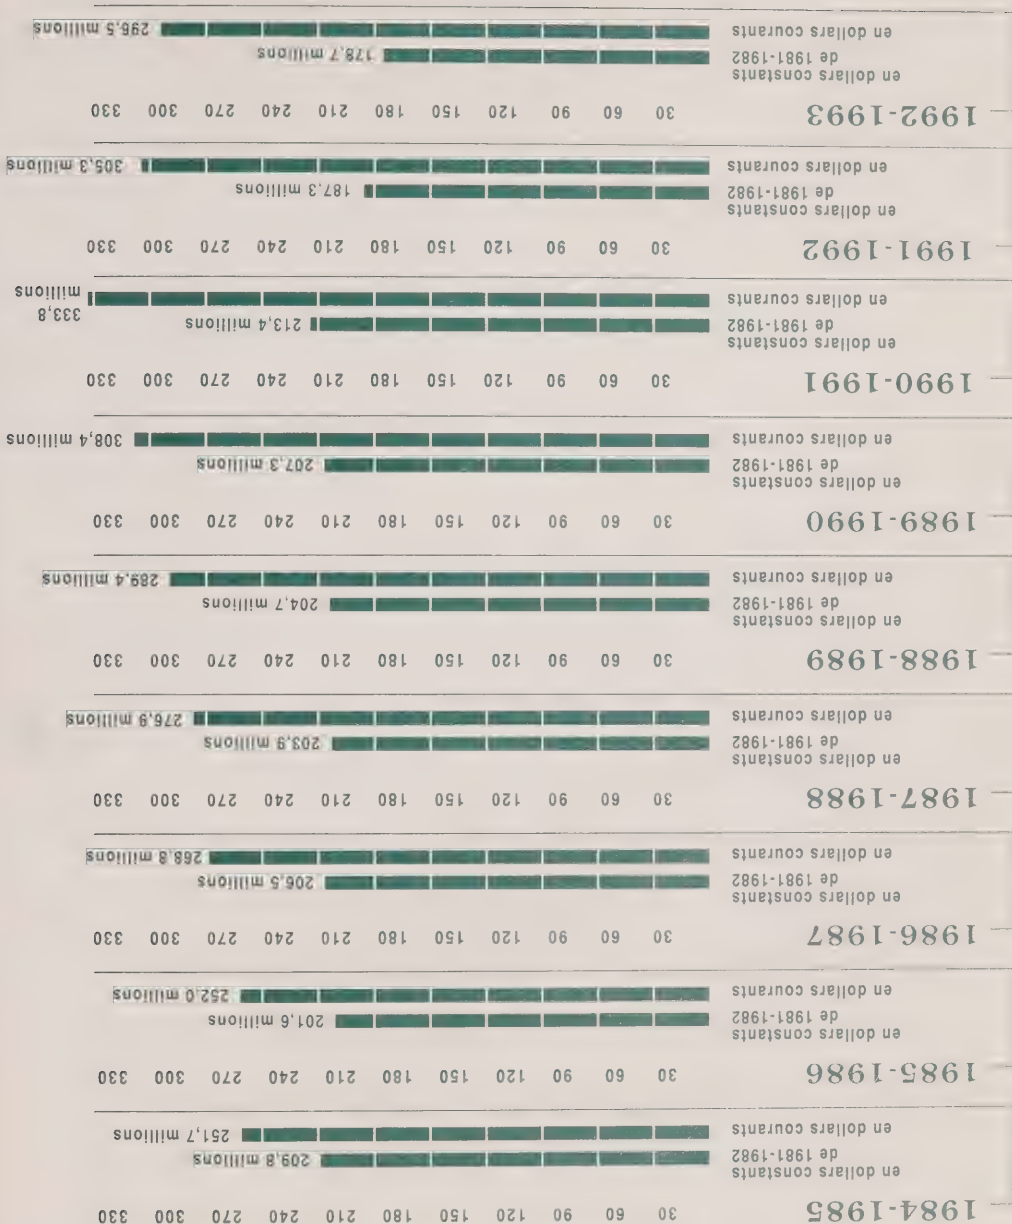 1984-1985 30 60 90 120 150 180 210 240 270 300 330
en dollars constants
de 1981-1982 209,8 millions
en dollars courants 251,7 millions
1985-1986 30 60 90 120 150 180 210 240 270 300 330
en dollars constants
de 1981-1982 201,6 millions
en dollars courants 252,0 millions
1986-1987 30 60 90 120 150 180 210 240 270 300 330
en dollars constants
de 1981-1982 206,5 millions
en dollars courants 268,8 millions
1987-1988 30 60 90 120 150 180 210 240 270 300 330
en dollars constants
de 1981-1982 203,9 millions
en dollars courants 276,9 millions
1988-1989 30 60 90 120 150 180 210 240 270 300 330
en dollars constants
de 1981-1982 204,7 millions
en dollars courants 289,4 millions
1989-1990 30 60 90 120 150 180 210 240 270 300 330
en dollars constants
de 1981-1982 207,3 millions
en dollars courants 308,4 millions
1990-1991 30 60 90 120 150 180 210 240 270 300 330
en dollars constants
de 1981-1982 213,4 millions
en dollars courants 333,8
millions
1991-1992 30 60 90 120 150 180 210 240 270 300 330
en dollars constants
de 1981-1982 187,3 millions
en dollars courants 305,3 millions
1992-1993 30 60 90 120 150 180 210 240 270 300 330
en dollars constants
de 1981-1982 178,7 millions
en dollars courants 296,5 millions